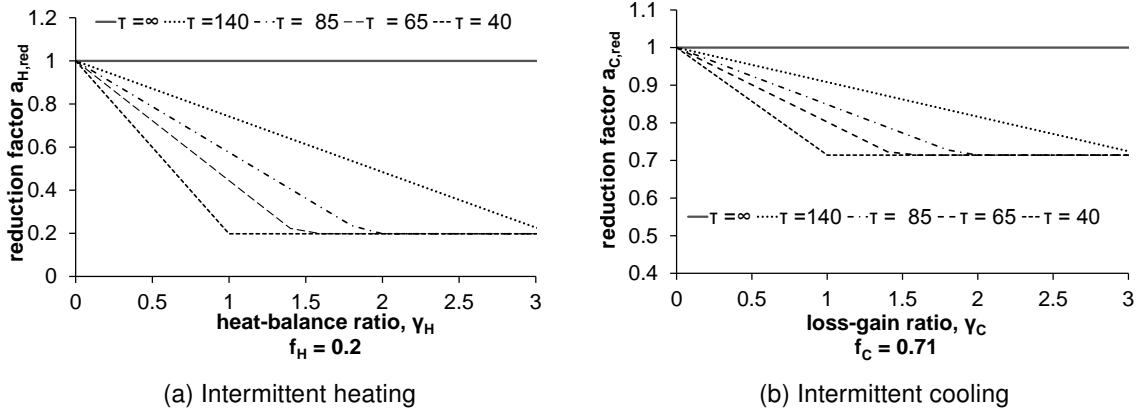 1.2
1
0.8
0.6
0.4
0.2
0
reduction factor a_H,red
τ =∞ τ =140 τ = 85 τ = 65 τ = 40
0 0.5 1 1.5 2 2.5 3
heat-balance ratio, γ_H
f_H = 0.2
(a) Intermittent heating
1.1
1
0.9
0.8
0.7
0.6
0.5
0.4
reduction factor a_C,red
τ =∞ τ =140 τ = 85 τ = 65 τ = 40
0 0.5 1 1.5 2 2.5 3
loss-gain ratio, γ_C
f_C = 0.71
(b) Intermittent cooling